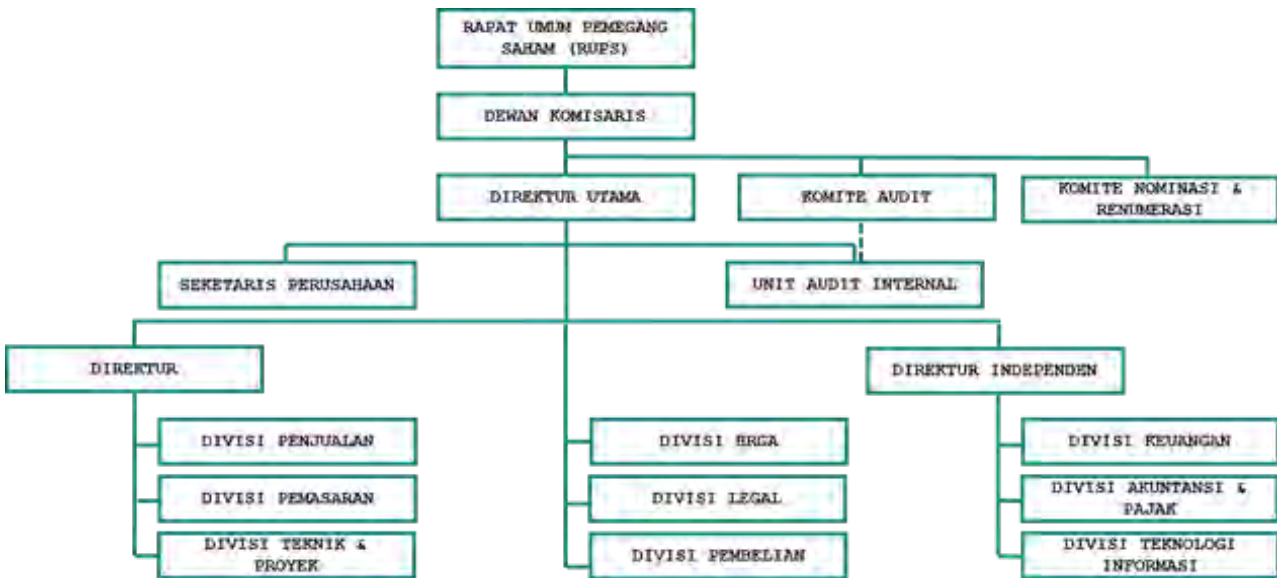 RAPAT UMUM PEMEGANG
SAHAM (RUPS)
DEWAN KOMISARIS
DIREKTUR UTAMA
KOMITE AUDIT
KOMITE NOMINASI &
RENUMERASI
SEKETARIS PERUSAHAAN
UNIT AUDIT INTERNAL
DIREKTUR
DIREKTUR INDEPENDEN
DIVISI PENJUALAN
DIVISI HRGA
DIVISI KEUANGAN
DIVISI PEMASARAN
DIVISI LEGAL
DIVISI AKUNTANSI &
PAJAK
DIVISI TEKNIK &
PROYEK
DIVISI PEMBELIAN
DIVISI TEKNOLOGI
INFORMASI